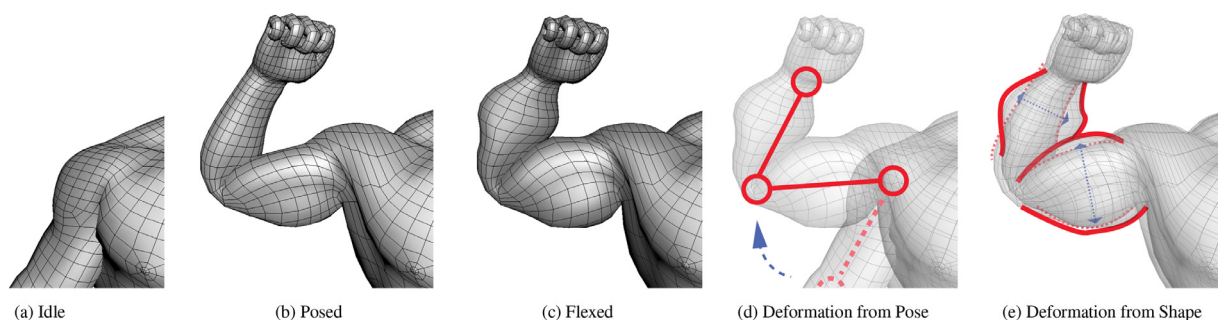 (a) Idle
(b) Posed
(c) Flexed
(d) Deformation from Pose
(e) Deformation from Shape